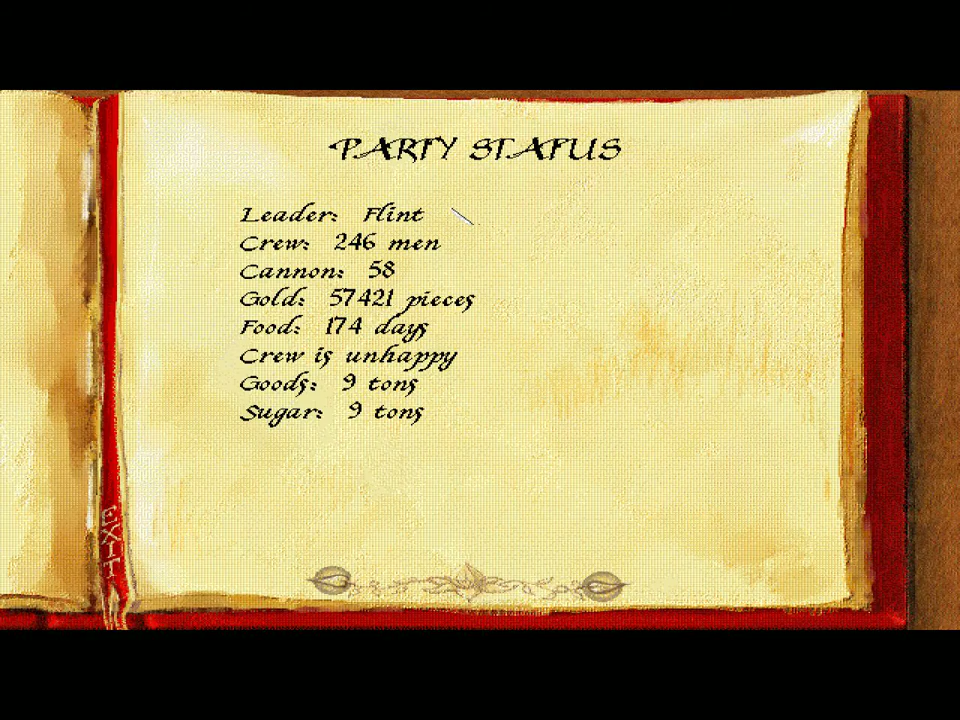 PARTY STATUS
Leader: Flint
Crew: 246 men
Cannon: 58
Gold: 57421 pieces
Food: 174 days
Crew is unhappy
Goods: 9 tons
Sugar: 9 tons
EXIT